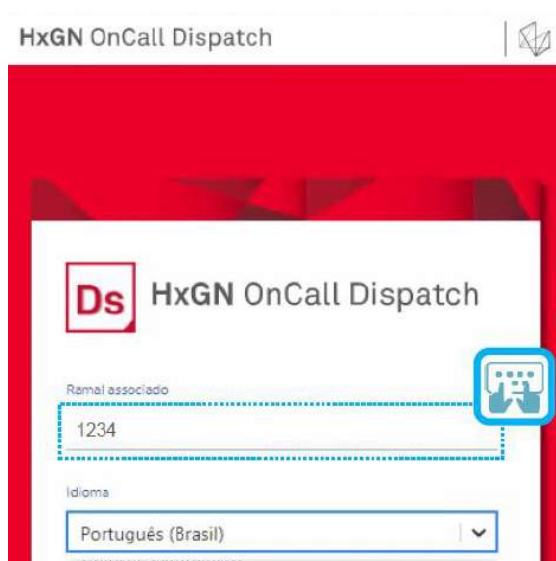 HxGN OnCall Dispatch
Ds HxGN OnCall Dispatch
Ramal associado
1234
Idioma
Português (Brasil)